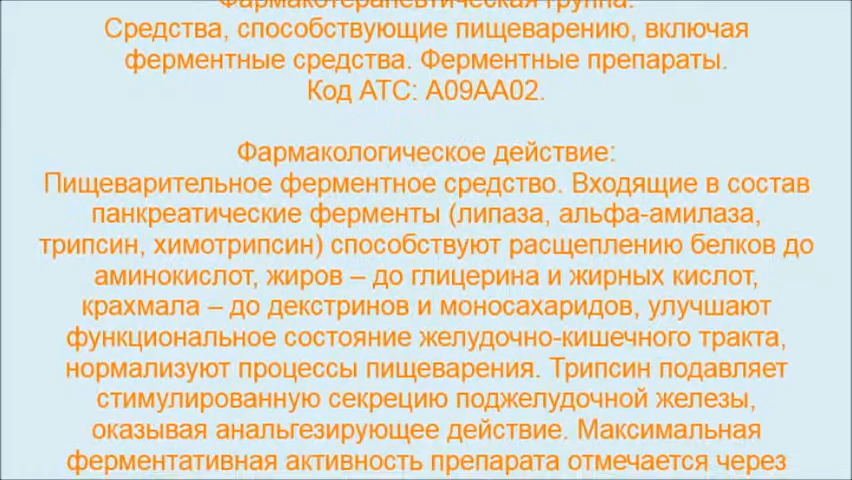 Фармакотерапевтическая группа:
Средства, способствующие пищеварению, включая
ферментные средства. Ферментные препараты.
Код АТС: A09AA02.
Фармакологическое действие:
Пищеварительное ферментное средство. Входящие в состав
панкреатические ферменты (липаза, альфа-амилаза,
трипсин, химотрипсин) способствуют расщеплению белков до
аминокислот, жиров – до глицерина и жирных кислот,
крахмала – до декстринов и моносахаридов, улучшают
функциональное состояние желудочно-кишечного тракта,
нормализуют процессы пищеварения. Трипсин подавляет
стимулированную секрецию поджелудочной железы,
оказывая анальгезирующее действие. Максимальная
ферментативная активность препарата отмечается через